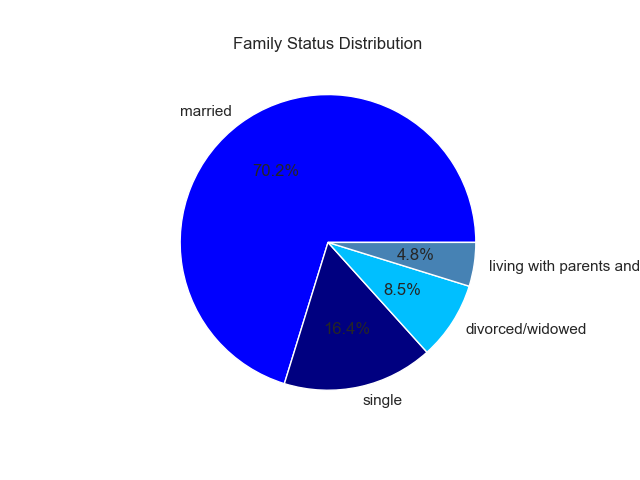 Family Status Distribution
married
70.2%
4.8%
living with parents and
8.5%
divorced/widowed
16.4%
single